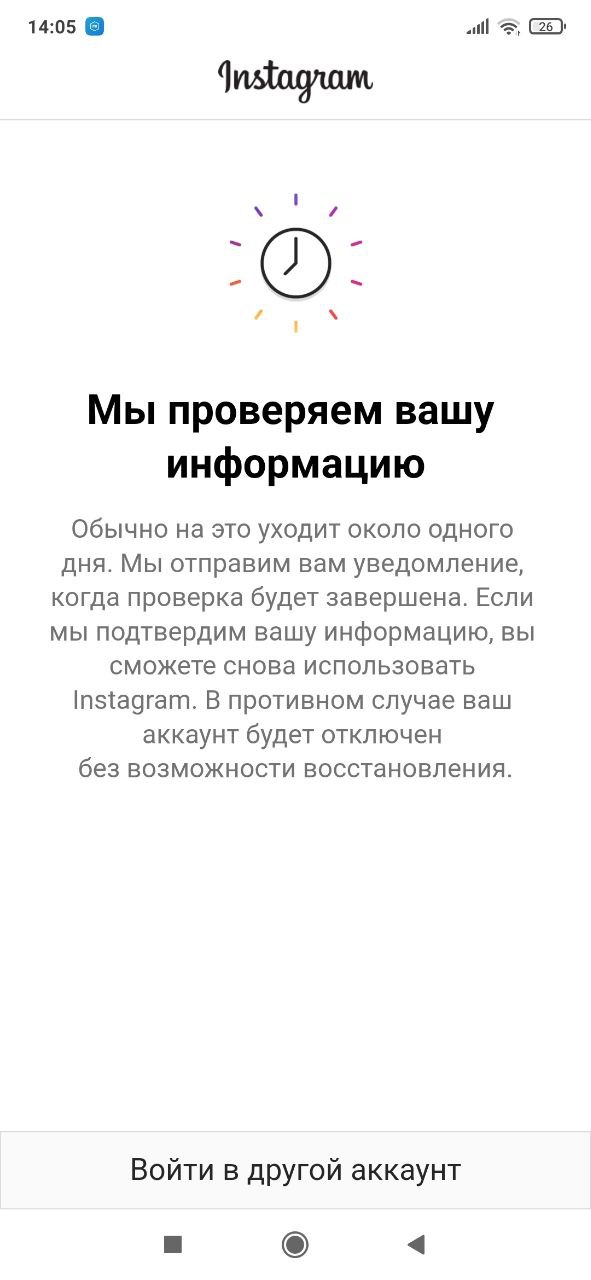 14:05
26
Instagram
Мы проверяем вашу
информацию
Обычно на это уходит около одного
дня. Мы отправим вам уведомление,
когда проверка будет завершена. Если
мы подтвердим вашу информацию, вы
сможете снова использовать
Instagram. В противном случае ваш
аккаунт будет отключен
без возможности восстановления.
Войти в другой аккаунт